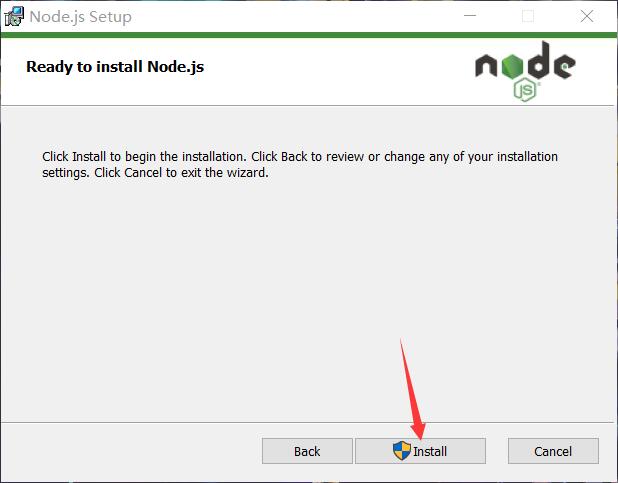 Node.js Setup
Ready to install Node.js
node
JS
Click Install to begin the installation. Click Back to review or change any of your installation
settings. Click Cancel to exit the wizard.
Back
Install
Cancel